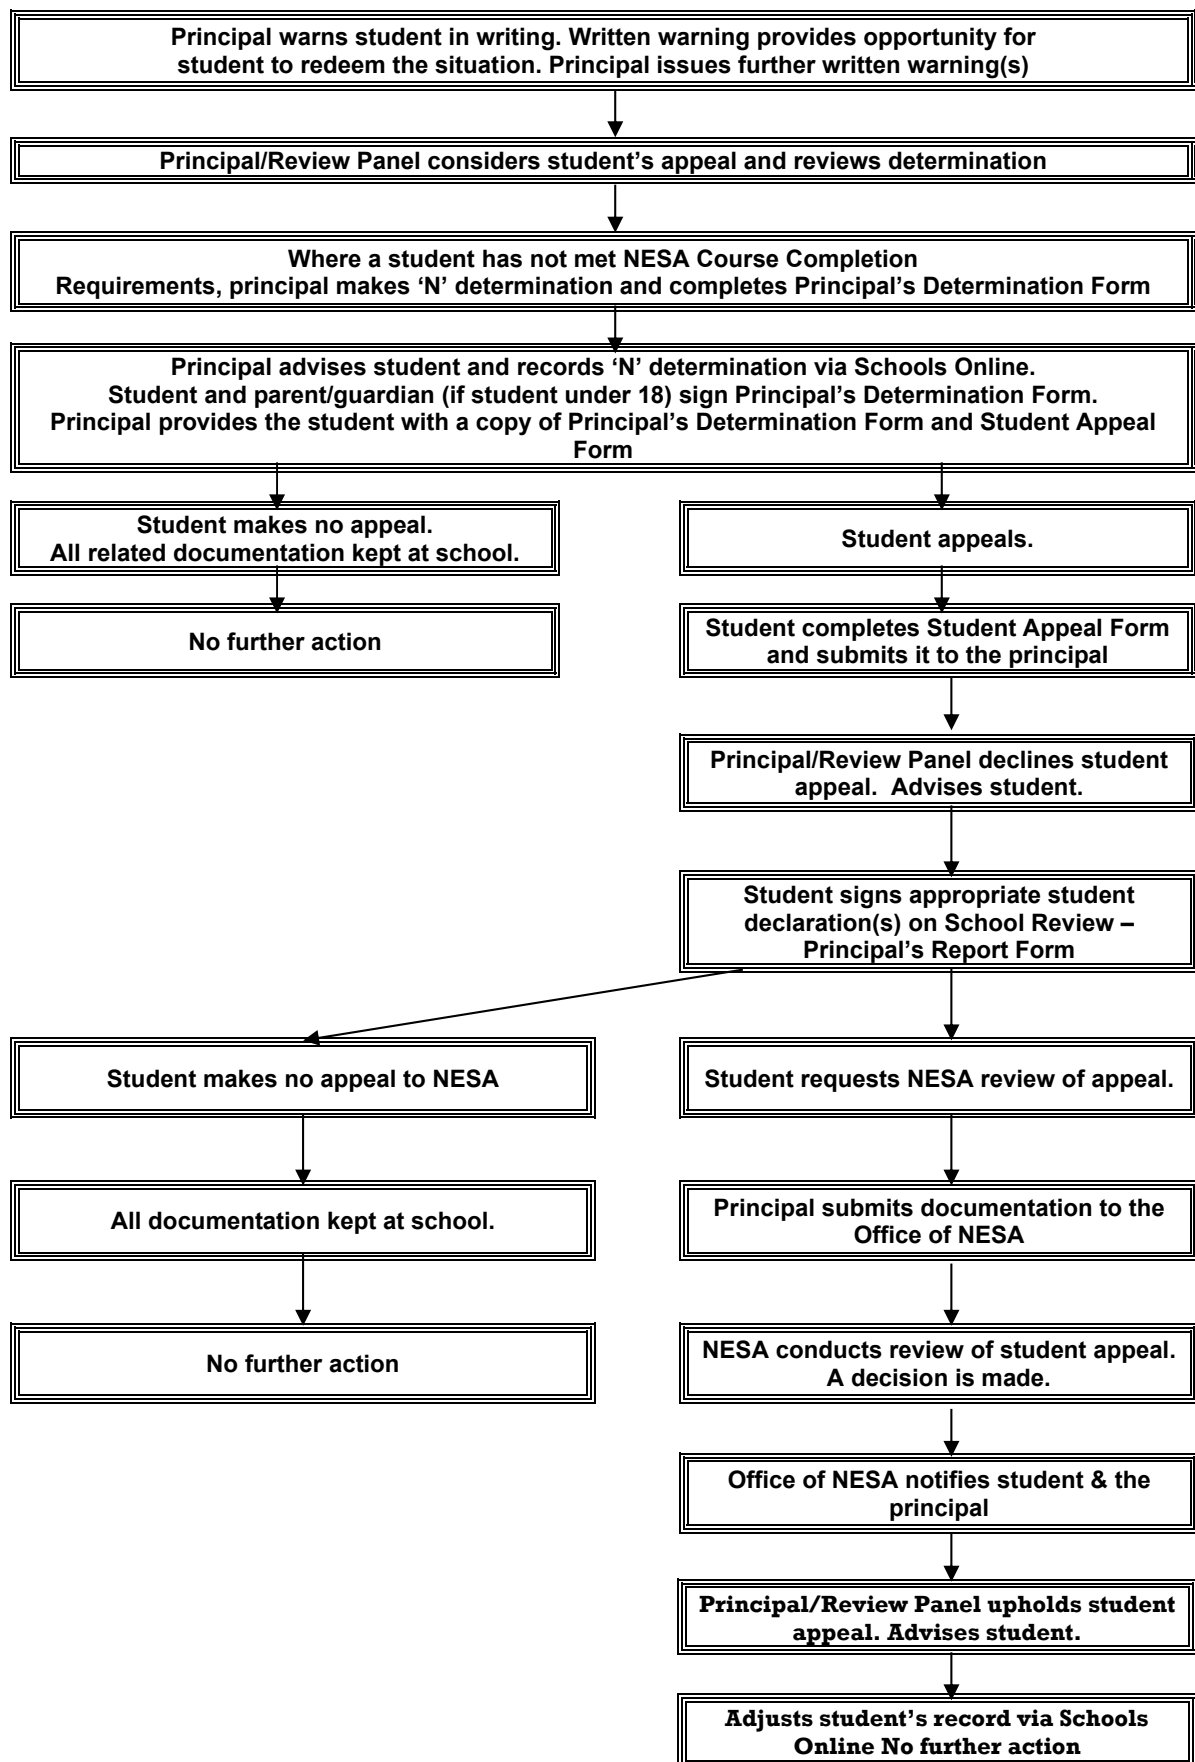 Principal warns student in writing. Written warning provides opportunity for
student to redeem the situation. Principal issues further written warning(s)
Principal/Review Panel considers student’s appeal and reviews determination
Where a student has not met NESA Course Completion
Requirements, principal makes ‘N’ determination and completes Principal’s Determination Form
Principal advises student and records ‘N’ determination via Schools Online.
Student and parent/guardian (if student under 18) sign Principal’s Determination Form.
Principal provides the student with a copy of Principal’s Determination Form and Student Appeal
Form
Student makes no appeal.
All related documentation kept at school.
Student appeals.
No further action
Student completes Student Appeal Form
and submits it to the principal
Principal/Review Panel declines student
appeal.  Advises student.
Student signs appropriate student
declaration(s) on School Review –
Principal’s Report Form
Student makes no appeal to NESA
Student requests NESA review of appeal.
All documentation kept at school.
Principal submits documentation to the
Office of NESA
No further action
NESA conducts review of student appeal.
A decision is made.
Office of NESA notifies student & the
principal
Principal/Review Panel upholds student
appeal. Advises student.
Adjusts student’s record via Schools
Online No further action